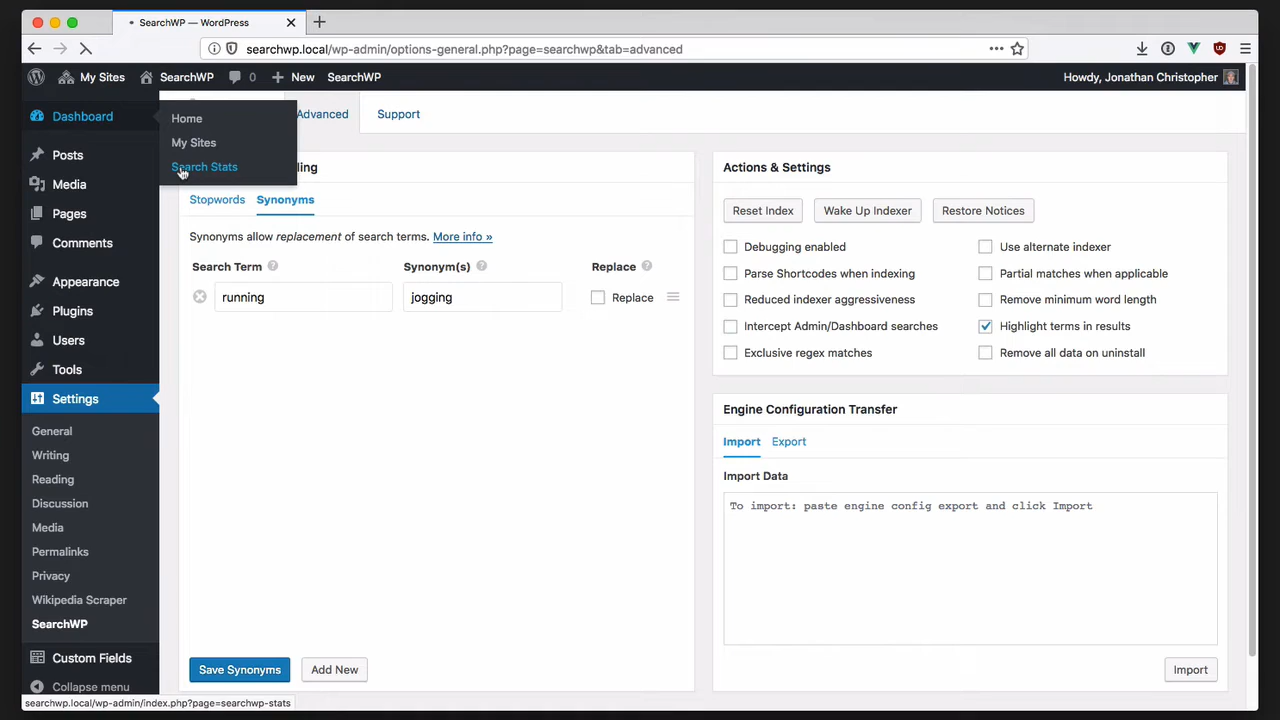 SearchWP — WordPress
searchwp.local/wp-admin/options-general.php?page=searchwp&tab=advanced
My Sites
SearchWP
0
New
SearchWP
Howdy, Jonathan Christopher
Dashboard
Home
My Sites
Search Stats
Posts
Media
Pages
Comments
Appearance
Plugins
Users
Tools
Settings
General
Writing
Reading
Discussion
Media
Permalinks
Privacy
Wikipedia Scraper
SearchWP
Custom Fields
Collapse menu
Advanced
Support
Stopwords
Synonyms
Synonyms allow replacement of search terms. More info »
Search Term ?
Synonym(s) ?
Replace ?
running
jogging
Replace
Save Synonyms
Add New
Actions & Settings
Reset Index
Wake Up Indexer
Restore Notices
Debugging enabled
Use alternate indexer
Parse Shortcodes when indexing
Partial matches when applicable
Reduced indexer aggressiveness
Remove minimum word length
Intercept Admin/Dashboard searches
Highlight terms in results
Exclusive regex matches
Remove all data on uninstall
Engine Configuration Transfer
Import
Export
Import Data
To import: paste engine config export and click Import
Import
searchwp.local/wp-admin/index.php?page=searchwp-stats